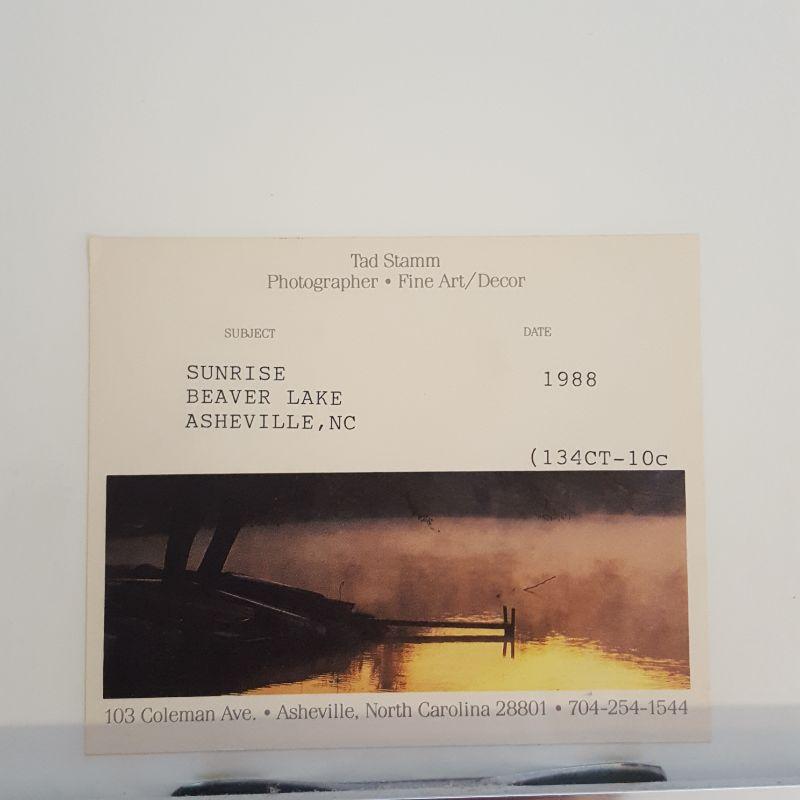 Tad Stamm
Photographer • Fine Art/Decor
SUBJECT DATE
SUNRISE 1988
BEAVER LAKE
ASHEVILLE,NC
(134CT-10c
103 Coleman Ave. • Asheville, North Carolina 28801 • 704-254-1544